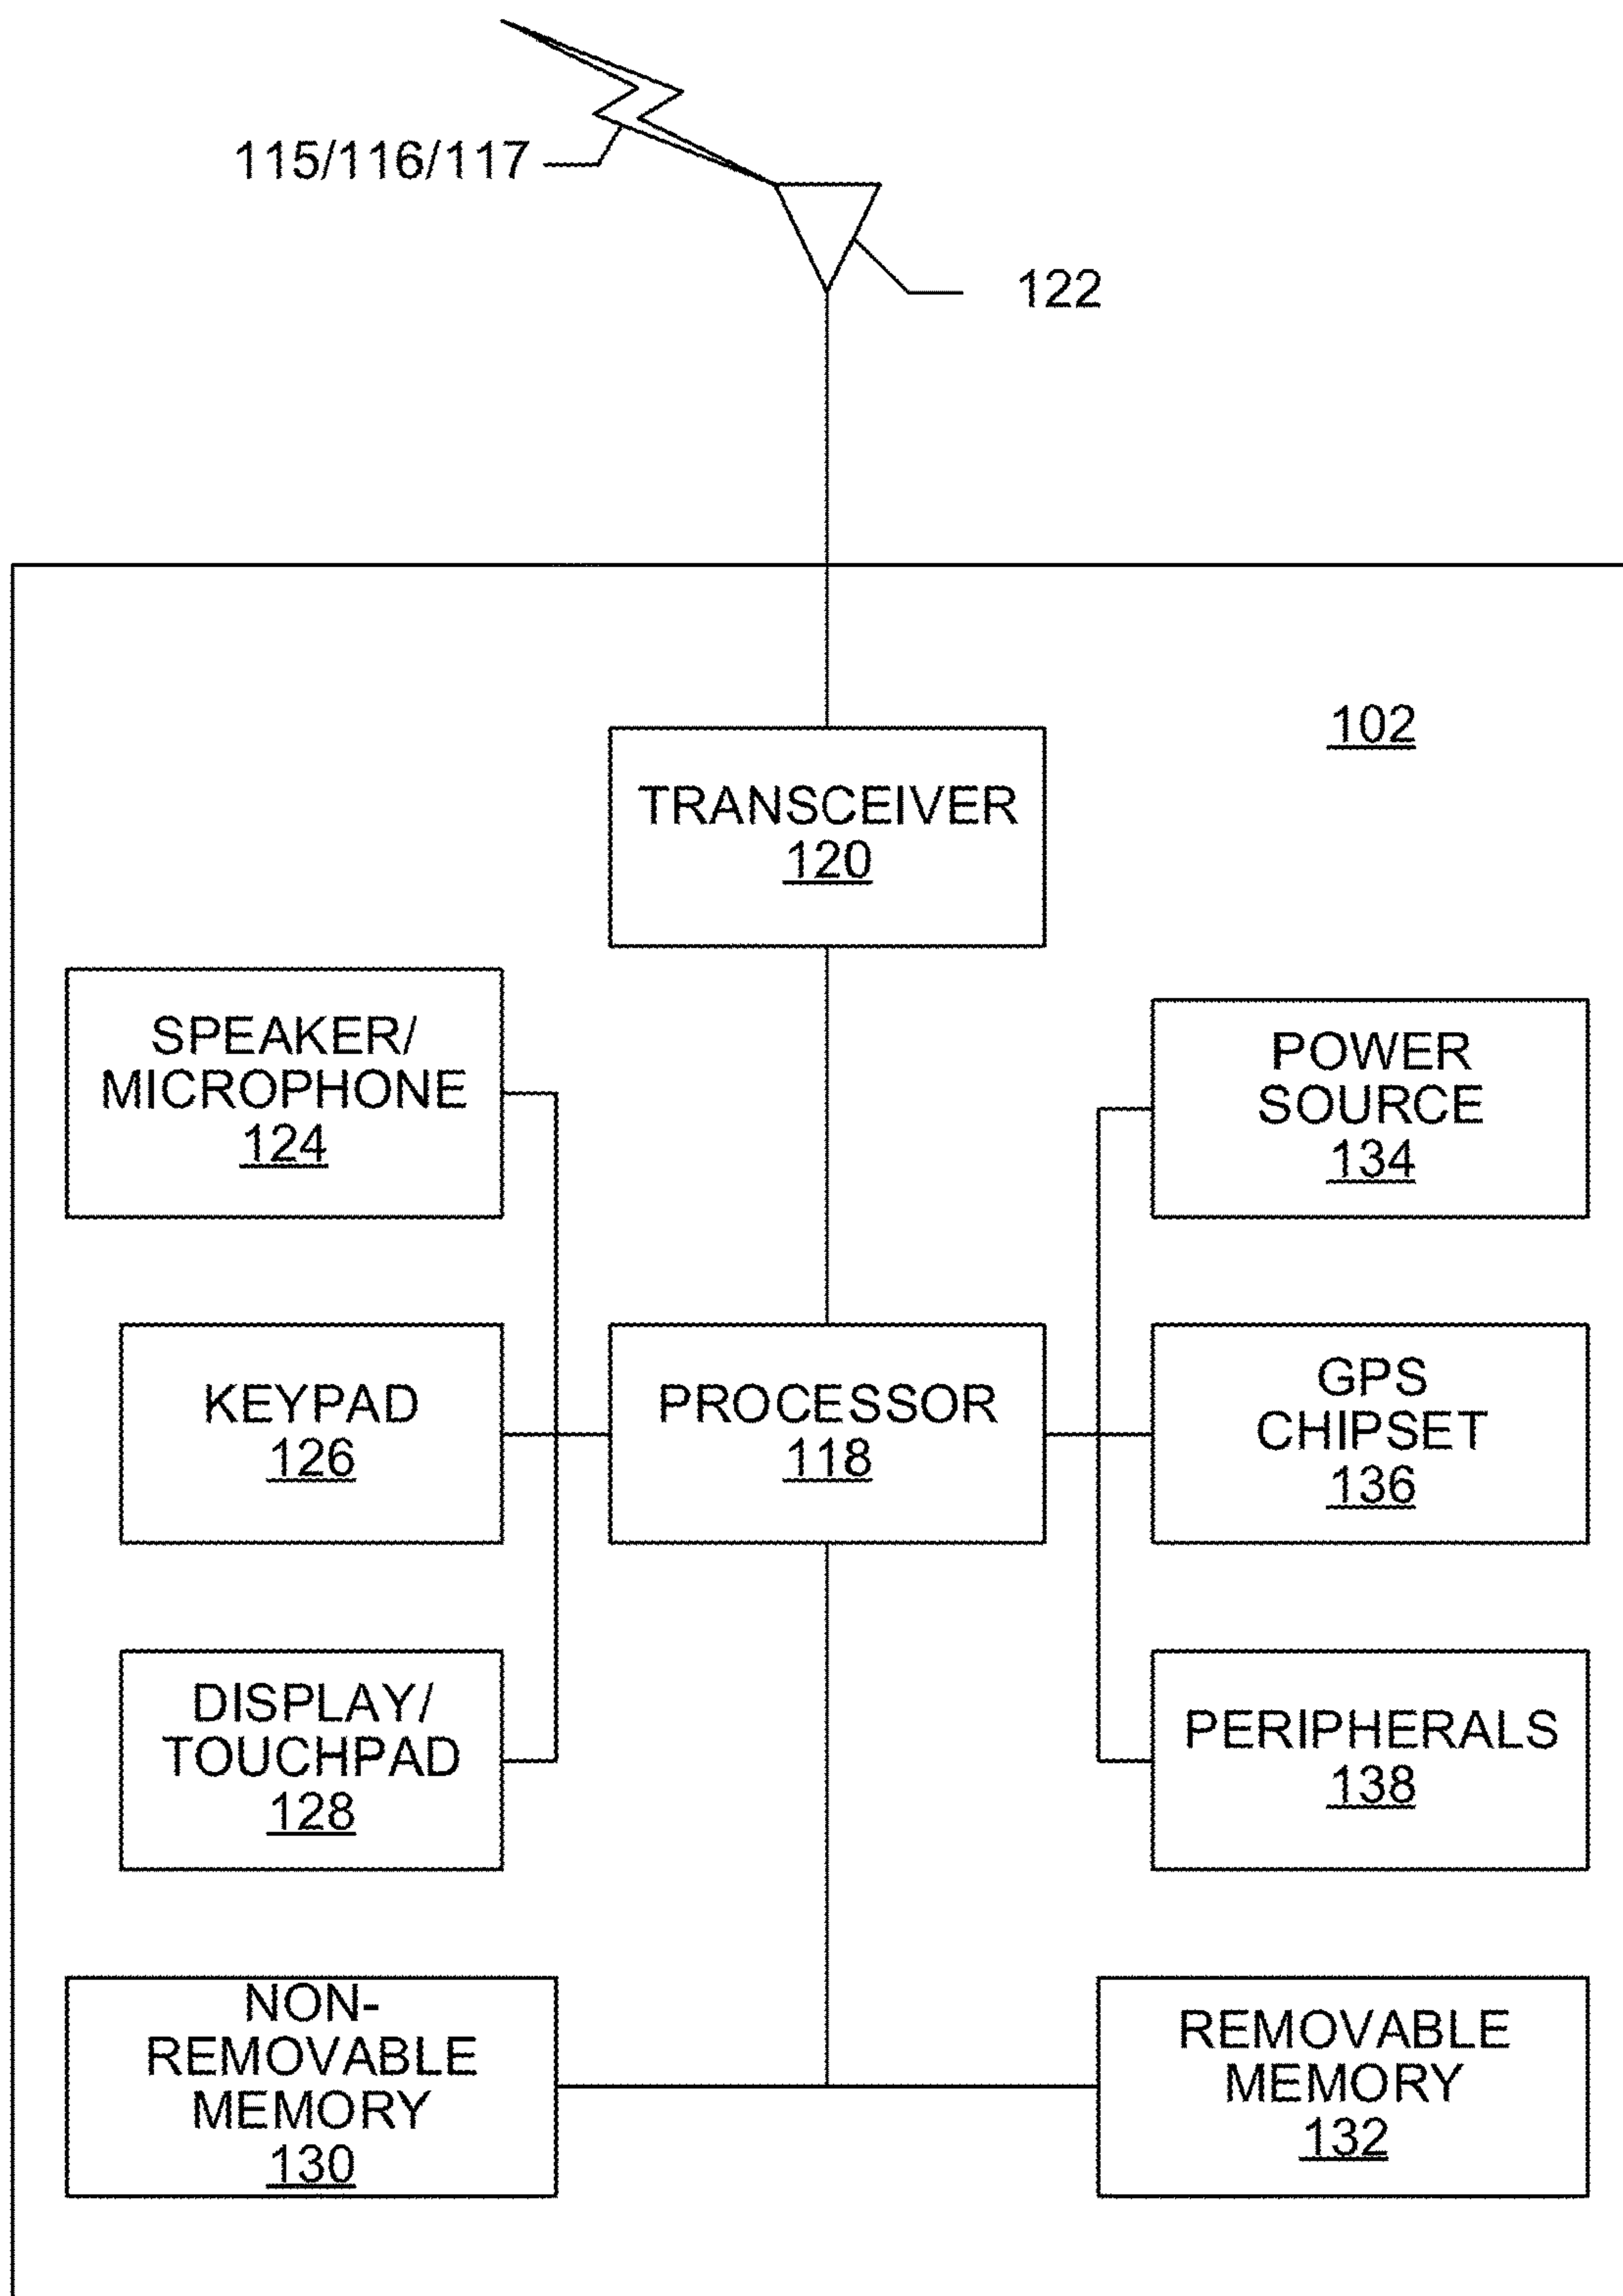 115/116/117
122
102
TRANSCEIVER
120
SPEAKER/
MICROPHONE
124
POWER
SOURCE
134
KEYPAD
126
PROCESSOR
118
GPS
CHIPSET
136
DISPLAY/
TOUCHPAD
128
PERIPHERALS
138
NON-
REMOVABLE
MEMORY
130
REMOVABLE
MEMORY
132